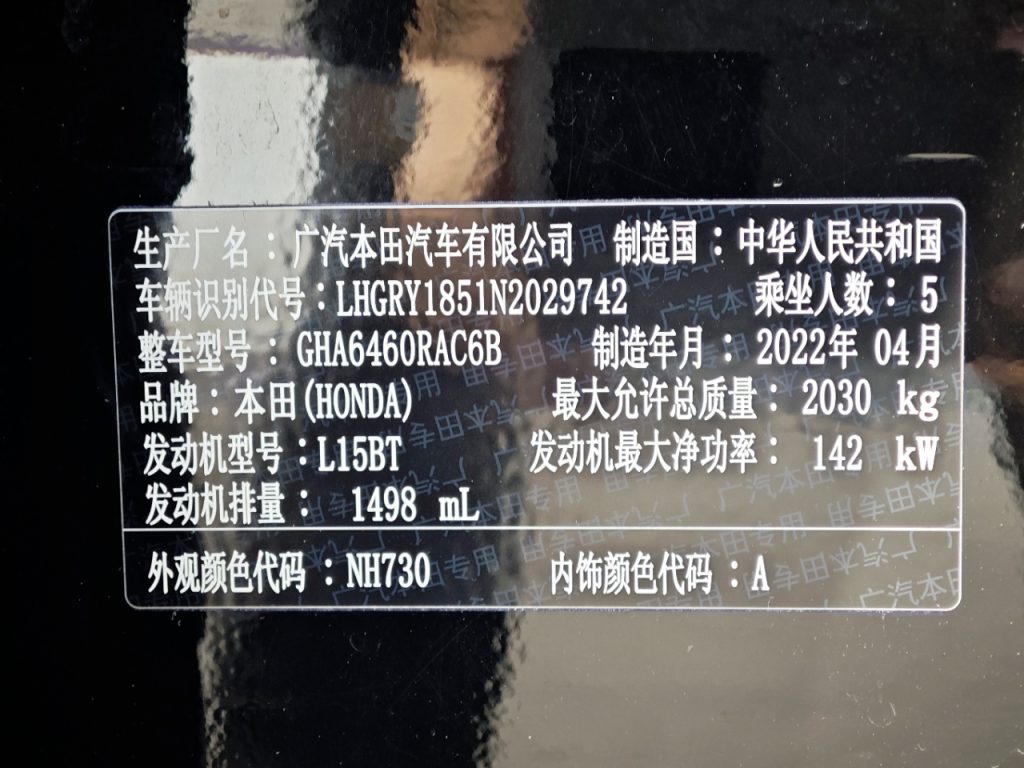 生产厂名：广汽本田汽车有限公司 制造国：中华人民共和国
车辆识别代号：LHGRY1851N2029742 乘坐人数：5
整车型号：GHA6460RAC6B 制造年月：2022年 04月
品牌：本田(HONDA) 最大允许总质量：2030 kg
发动机型号：L15BT 发动机最大净功率：142 kW
发动机排量：1498 mL
外观颜色代码：NH730 内饰颜色代码：A